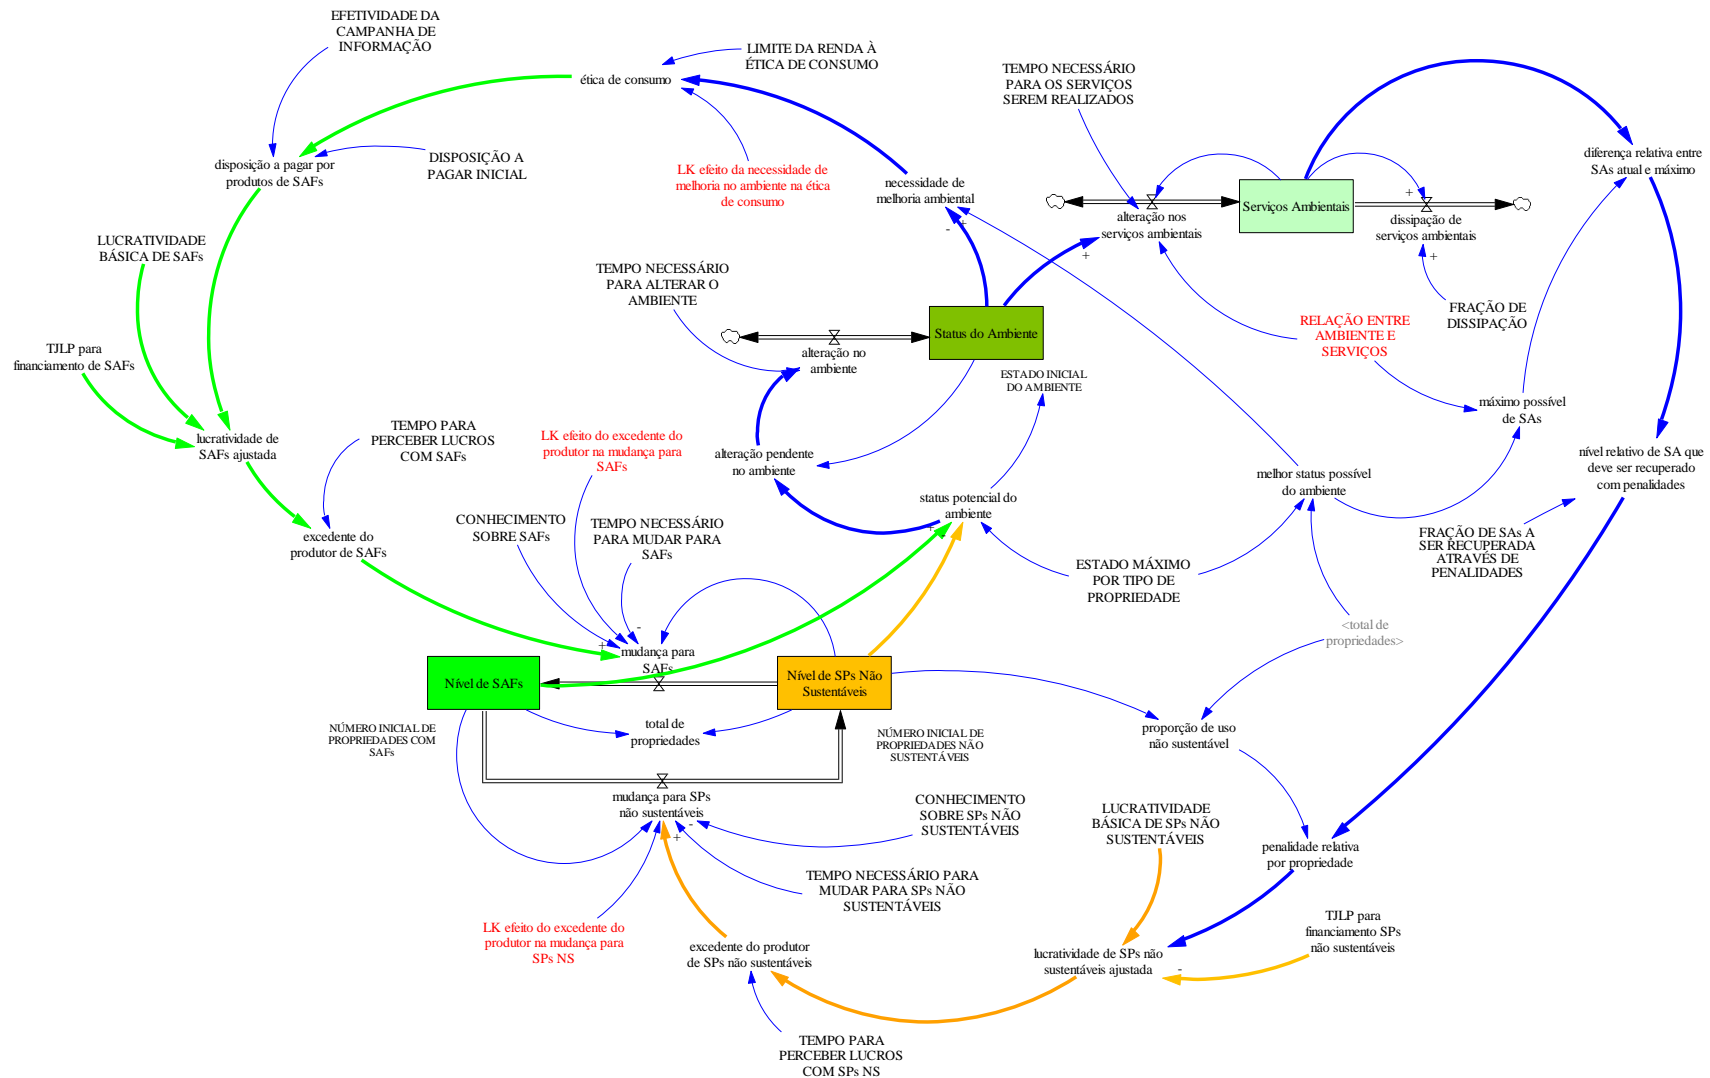 EFETIVIDADE DA
CAMPANHA DE
INFORMAÇÃO
LIMITE DA RENDA À
ÉTICA DE CONSUMO
ética de consumo
TEMPO NECESSÁRIO
PARA OS SERVIÇOS
SEREM REALIZADOS
disposição a pagar por
produtos de SAFs
DISPOSIÇÃO A
PAGAR INICIAL
LK efeito da necessidade de
melhoria no ambiente na ética
de consumo
necessidade de
melhoria ambiental
+
-
diferença relativa entre
SAs atual e máximo
Serviços Ambientais
alteração nos
serviços ambientais
+
+
dissipação de
serviços ambientais
+
LUCRATIVIDADE
BÁSICA DE SAFs
TEMPO NECESSÁRIO
PARA ALTERAR O
AMBIENTE
Status do Ambiente
FRAÇÃO DE
DISSIPAÇÃO
RELAÇÃO ENTRE
AMBIENTE E
SERVIÇOS
TJLP para
financiamento de SAFs
alteração no
ambiente
ESTADO INICIAL
DO AMBIENTE
máximo possível
de SAs
lucratividade de
SAFs ajustada
TEMPO PARA
PERCEBER LUCROS
COM SAFs
LK efeito do excedente do
produtor na mudança para
SAFs
alteração pendente
no ambiente
melhor status possível
do ambiente
nível relativo de SA que
deve ser recuperado
com penalidades
status potencial do
ambiente
+
-
CONHECIMENTO
SOBRE SAFs
TEMPO NECESSÁRIO
PARA MUDAR PARA
SAFs
excedente do
produtor de SAFs
FRAÇÃO DE SAs A
SER RECUPERADA
ATRAVÉS DE
PENALIDADES
ESTADO MÁXIMO
POR TIPO DE
PROPRIEDADE
<total de
propriedades>
-
+
mudança para
SAFs
Nível de SAFs
Nível de SPs Não
Sustentáveis
NÚMERO INICIAL DE
PROPRIEDADES COM
SAFs
total de
propriedades
NÚMERO INICIAL DE
PROPRIEDADES NÃO
SUSTENTÁVEIS
proporção de uso
não sustentável
mudança para SPs
não sustentáveis
-
+
CONHECIMENTO
SOBRE SPs NÃO
SUSTENTÁVEIS
LUCRATIVIDADE
BÁSICA DE SPs NÃO
SUSTENTÁVEIS
penalidade relativa
por propriedade
TEMPO NECESSÁRIO PARA
MUDAR PARA SPs NÃO
SUSTENTÁVEIS
LK efeito do excedente do
produtor na mudança para
SPs NS
excedente do produtor
de SPs não sustentáveis
lucratividade de SPs não
sustentáveis ajustada
-
TJLP para
financiamento SPs
não sustentáveis
TEMPO PARA
PERCEBER LUCROS
COM SPs NS